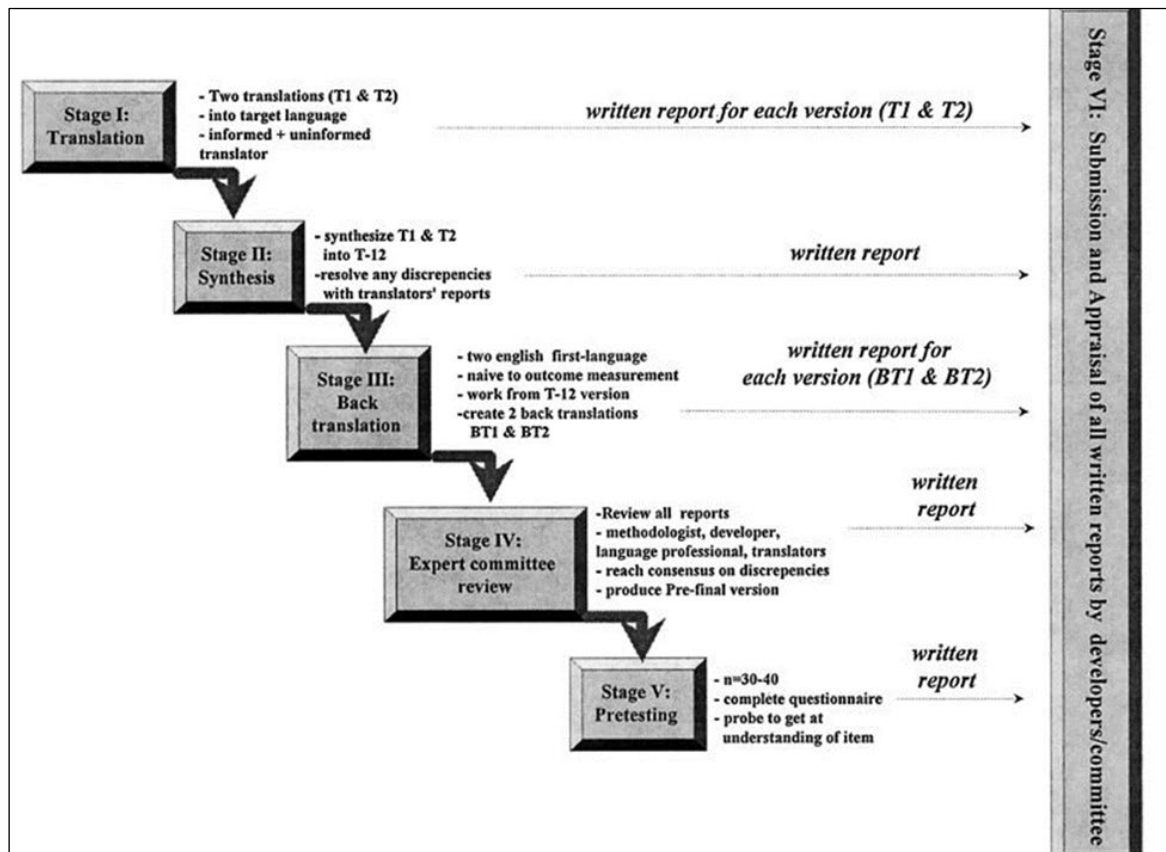 Stage I:
Translation
- Two translations (T1 & T2)
- into target language
- informed + uninformed
translator
written report for each version (T1 & T2)
Stage II:
Synthesis
- synthesize T1 & T2
into T-12
-resolve any discrepencies
with translators' reports
written report
Stage III:
Back
translation
- two english first-language
- naive to outcome measurement
- work from T-12 version
-create 2 back translations
BT1 & BT2
written report for
each version (BT1 & BT2)
Stage IV:
Expert committee
review
-Review all reports
- methodologist, developer,
language professional, translators
- reach consensus on discrepencies
- produce Pre-final version
written
report
Stage V:
Pretesting
- n=30-40
- complete questionnaire
- probe to get at
understanding of item
written
report
Stage VI: Submission and Appraisal of all written reports by developers/committee